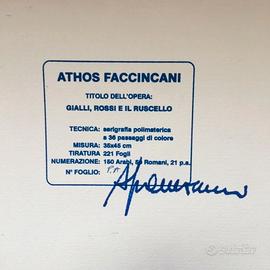 ATHOS FACCINCANI
TITOLO DELL'OPERA:
GIALLI, ROSSI E IL RUSCELLO
TECNICA: serigrafia polimaterica
a 36 passaggi di colore
MISURA: 35x45 cm
TIRATURA 221 Fogli
NUMERAZIONE: 150 Arabi, 50 Romani, 21 p.a.
N° FOGLIO:
subito